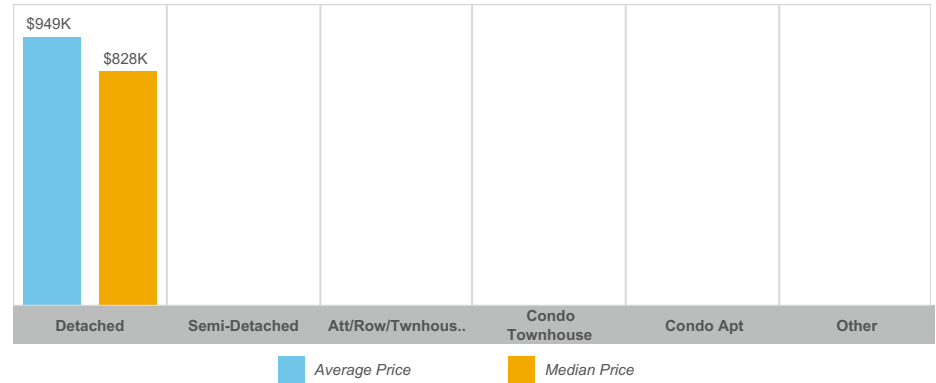 $949K
$828K
Detached
Semi-Detached
Att/Row/Twnhous..
Condo
Townhouse
Condo Apt
Other
Average Price
Median Price